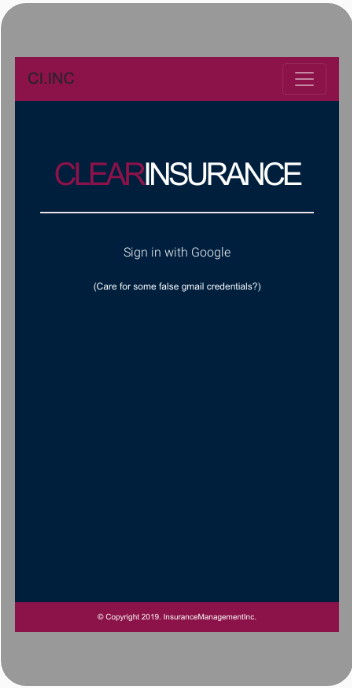 CI.INC
CLEARINSURANCE
Sign in with Google
(Care for some false gmail credentials?)
© Copyright 2019. InsuranceManagementInc.